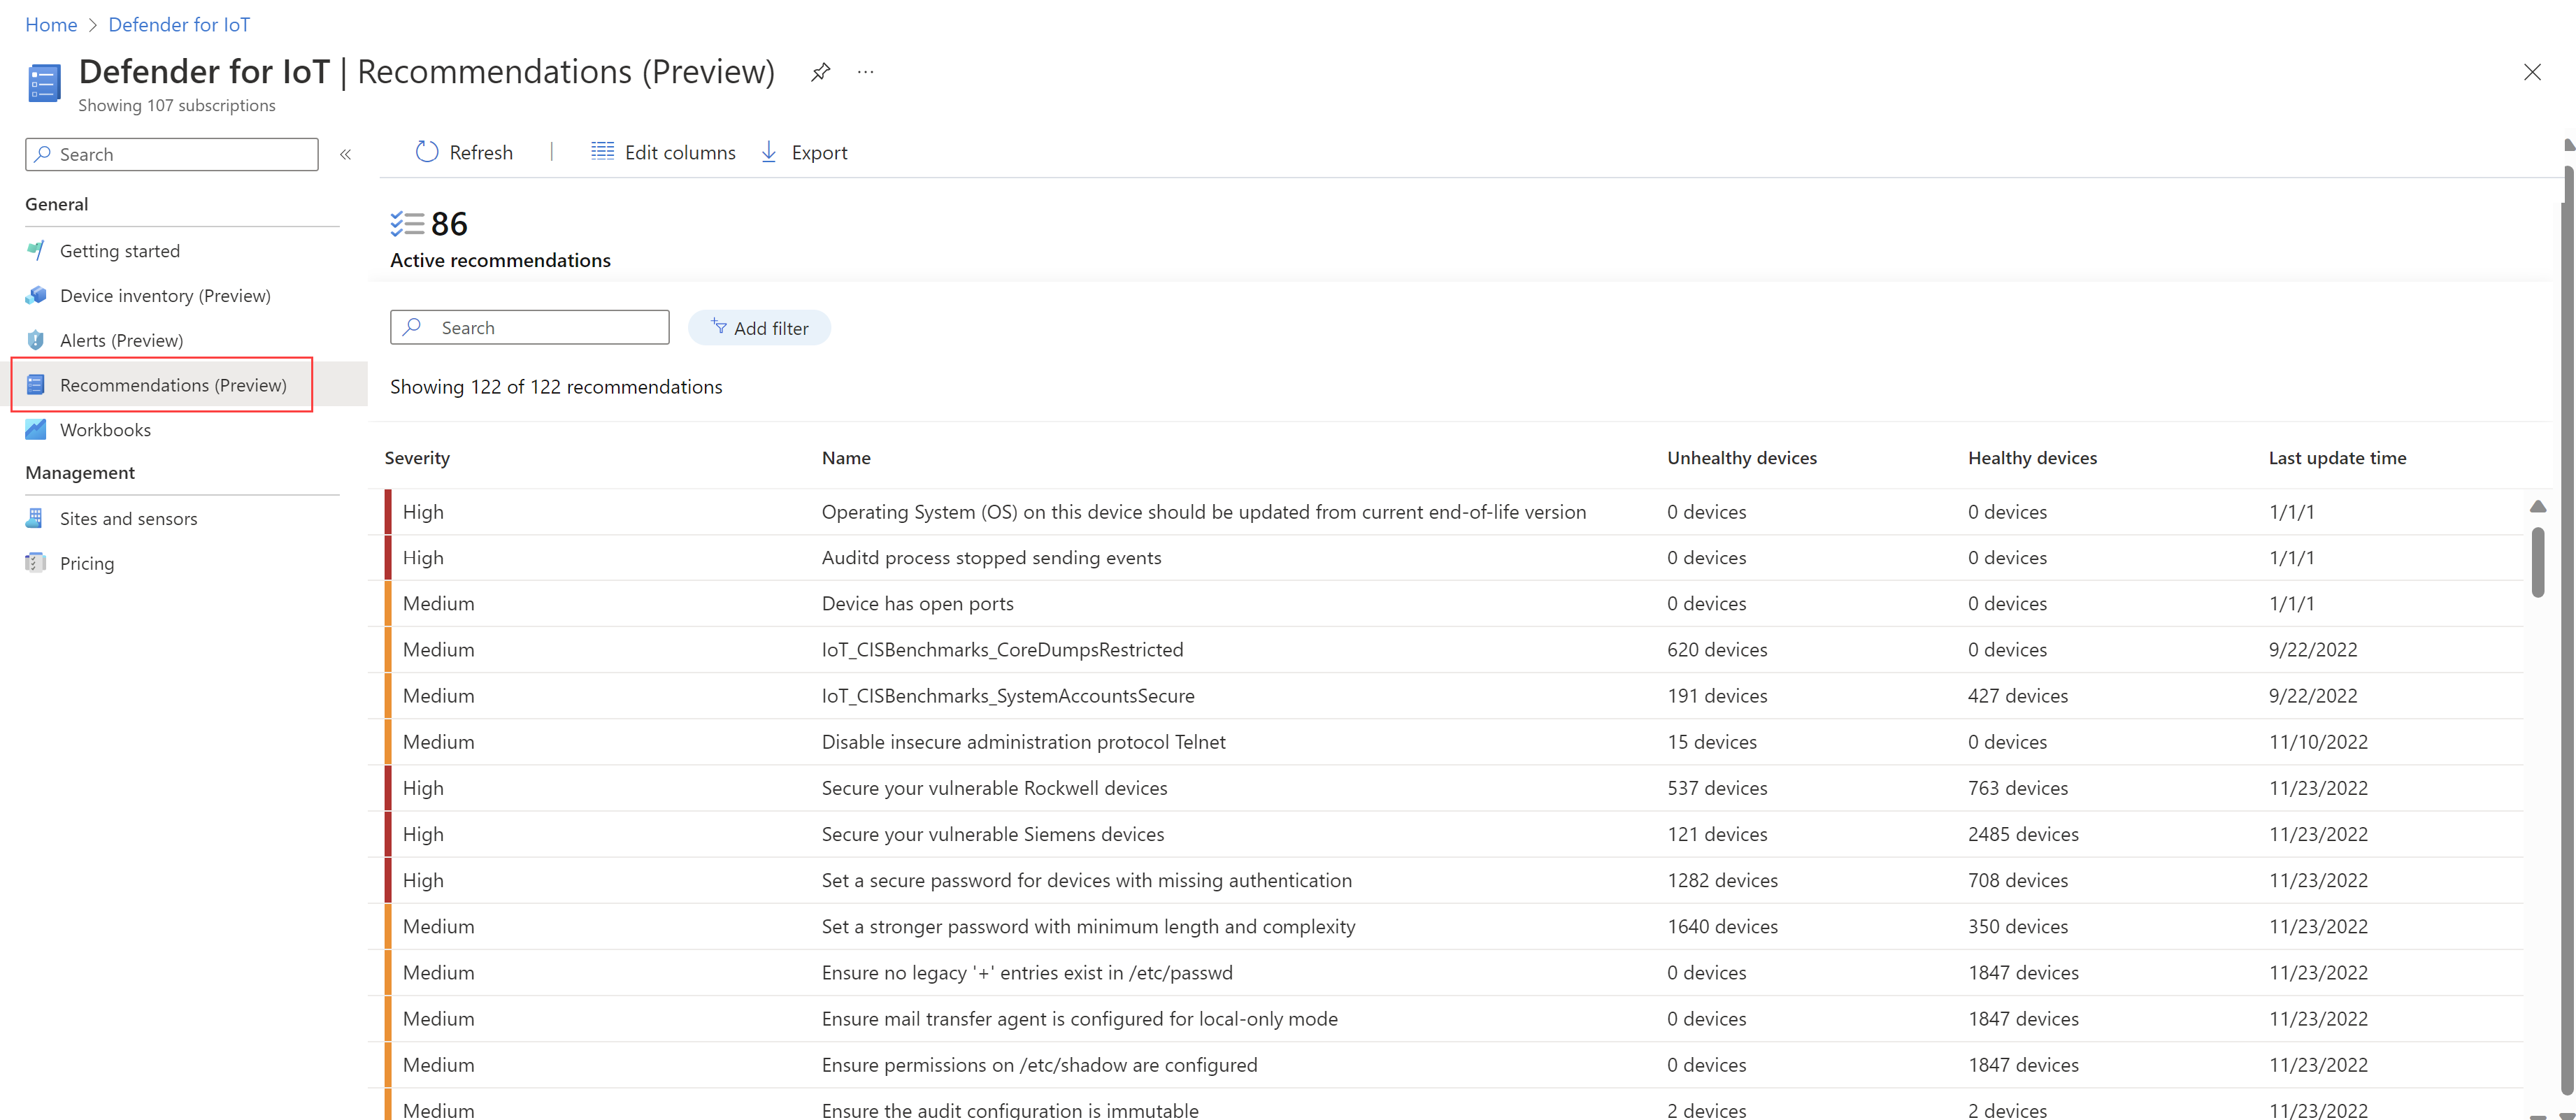 Home > Defender for IoT
Defender for IoT | Recommendations (Preview) ...
Showing 107 subscriptions
Search «
General
Getting started
Device inventory (Preview)
Alerts (Preview)
Recommendations (Preview)
Workbooks
Management
Sites and sensors
Pricing
Refresh | Edit columns Export
86
Active recommendations
Search Add filter
Showing 122 of 122 recommendations
Severity Name Unhealthy devices Healthy devices Last update time
High Operating System (OS) on this device should be updated from current end-of-life version 0 devices 0 devices 1/1/1
High Auditd process stopped sending events 0 devices 0 devices 1/1/1
Medium Device has open ports 0 devices 0 devices 1/1/1
Medium IoT_CISBenchmarks_CoreDumpsRestricted 620 devices 0 devices 9/22/2022
Medium IoT_CISBenchmarks_SystemAccountsSecure 191 devices 427 devices 9/22/2022
Medium Disable insecure administration protocol Telnet 15 devices 0 devices 11/10/2022
High Secure your vulnerable Rockwell devices 537 devices 763 devices 11/23/2022
High Secure your vulnerable Siemens devices 121 devices 2485 devices 11/23/2022
High Set a secure password for devices with missing authentication 1282 devices 708 devices 11/23/2022
Medium Set a stronger password with minimum length and complexity 1640 devices 350 devices 11/23/2022
Medium Ensure no legacy '+' entries exist in /etc/passwd 0 devices 1847 devices 11/23/2022
Medium Ensure mail transfer agent is configured for local-only mode 0 devices 1847 devices 11/23/2022
Medium Ensure permissions on /etc/shadow are configured 0 devices 1847 devices 11/23/2022
Medium Ensure the audit configuration is immutable 2 devices 2 devices 11/23/2022